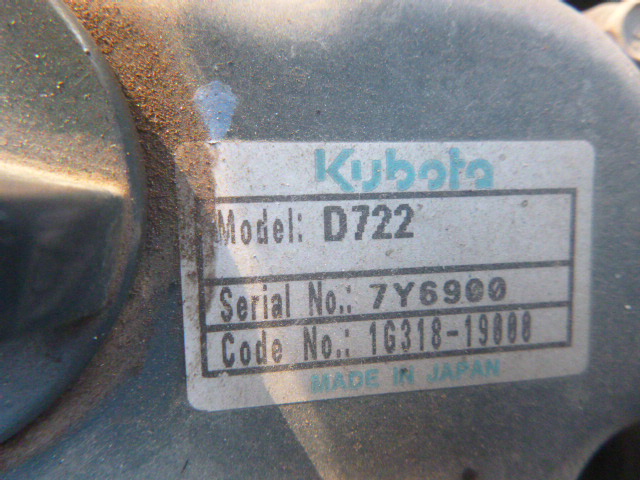 Kubota
Model: D722
Serial No.: 7Y6900
Code No.: 1G318-19000
MADE IN JAPAN